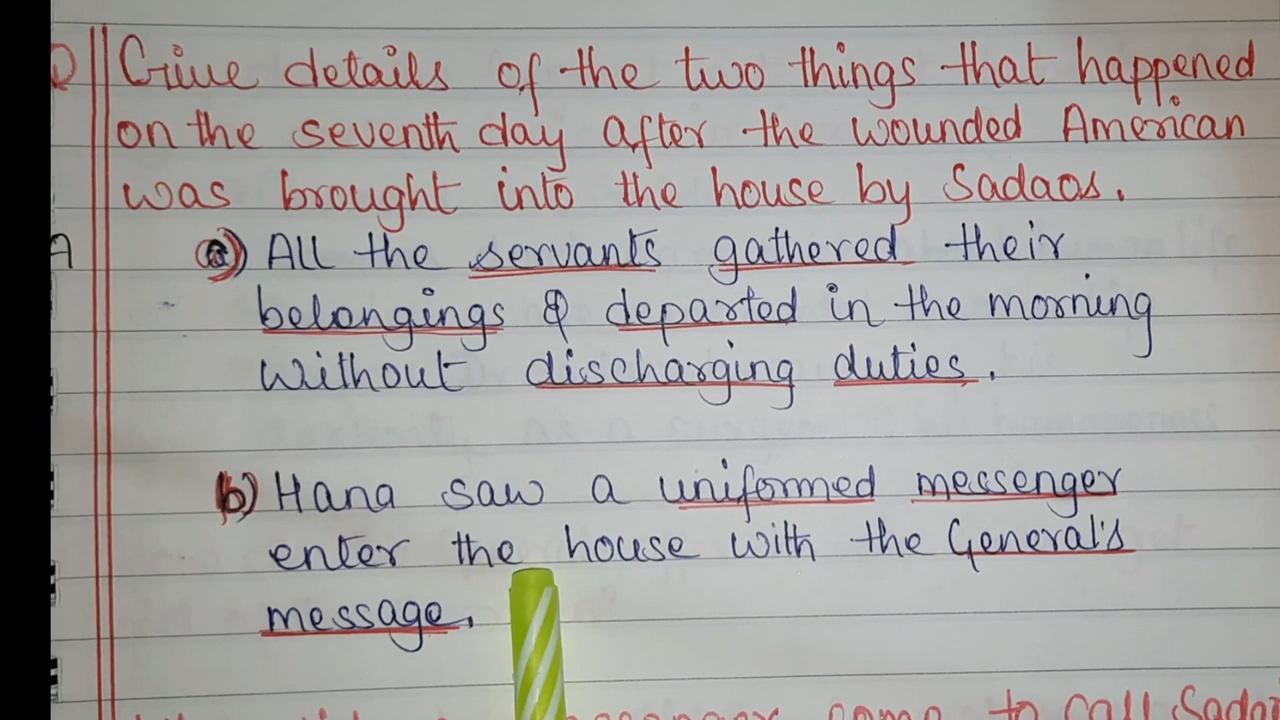 Q Give details of the two things that happened
on the seventh day after the wounded American
was brought into the house by Sadaos.
A a) All the servants gathered their
belongings & departed in the morning
without discharging duties.
b) Hana saw a uniformed messenger
enter the house with the General's
message.
to call